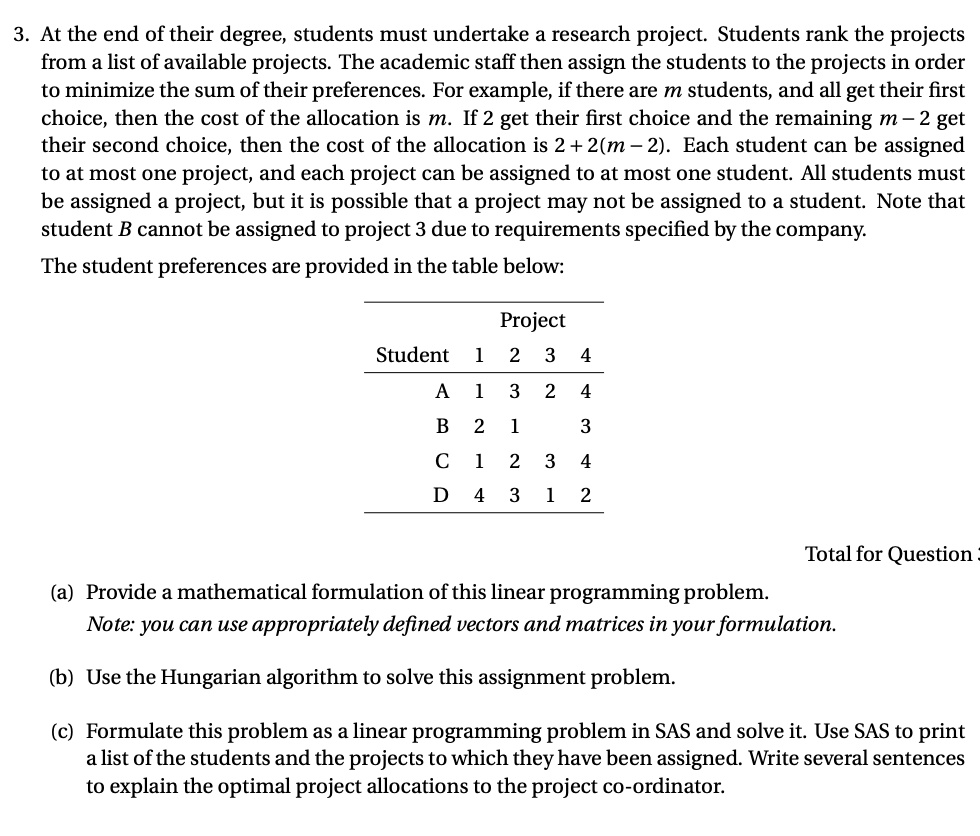 3. At the end of their degree, students must undertake a research project. Students rank the projects
from a list of available projects. The academic staff then assign the students to the projects in order
to minimize the sum of their preferences. For example, if there are m students, and all get their first
choice, then the cost of the allocation is m. If 2 get their first choice and the remaining m − 2 get
their second choice, then the cost of the allocation is 2 + 2(m − 2). Each student can be assigned
to at most one project, and each project can be assigned to at most one student. All students must
be assigned a project, but it is possible that a project may not be assigned to a student. Note that
student B cannot be assigned to project 3 due to requirements specified by the company.
The student preferences are provided in the table below:
Project
Student 1 2 3 4
A 1 3 2 4
B 2 1 3
C 1 2 3 4
D 4 3 1 2
Total for Question
(a) Provide a mathematical formulation of this linear programming problem.
Note: you can use appropriately defined vectors and matrices in your formulation.
(b) Use the Hungarian algorithm to solve this assignment problem.
(c) Formulate this problem as a linear programming problem in SAS and solve it. Use SAS to print
a list of the students and the projects to which they have been assigned. Write several sentences
to explain the optimal project allocations to the project co-ordinator.